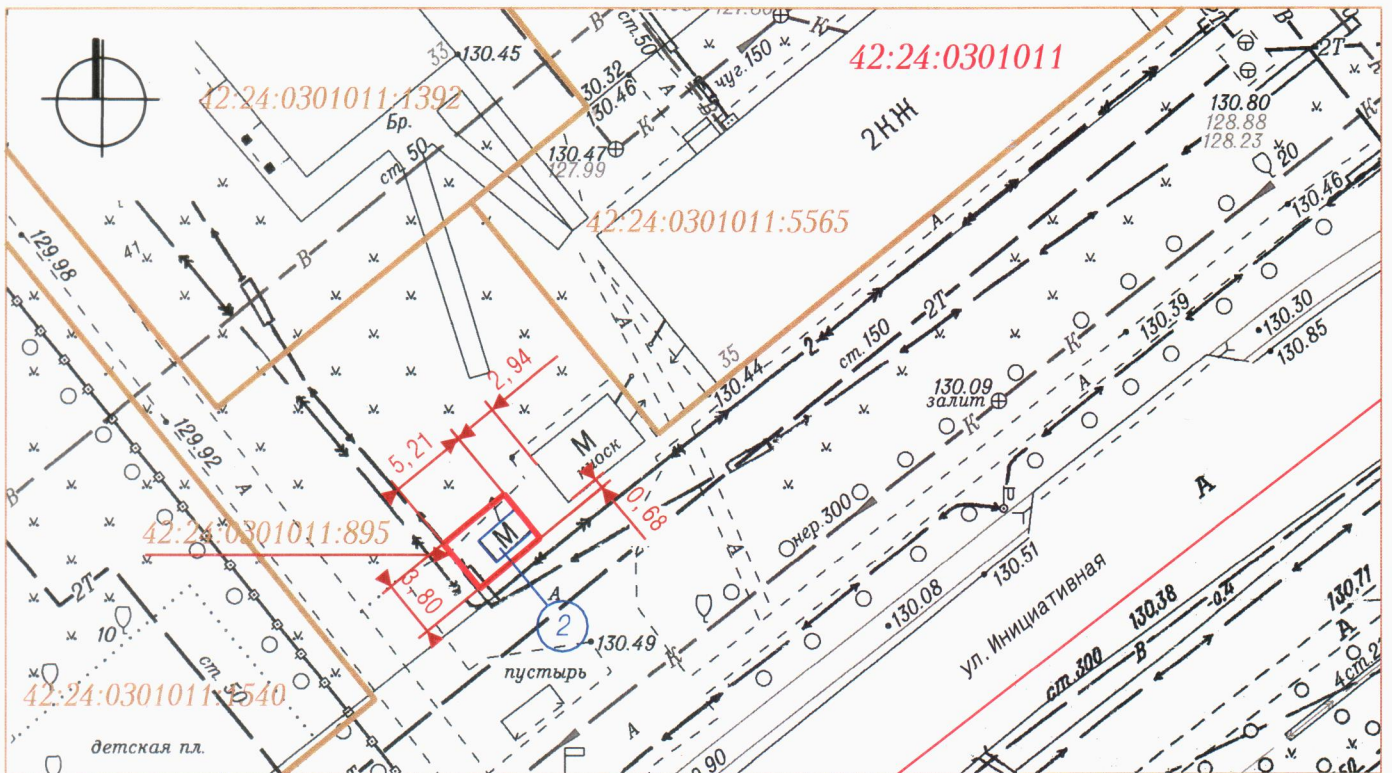 42:24:0301011
130.45
33
42:24:0301011:1392
30.32
130.46
ст.50
чуг.150
К
А
В
2КЖ
2Т
130.80
128.88
128.23
20
Бр.
ст. 50
130.47
127.99
42:24:0301011:5565
130.46
129.98
41
В
А
130.39
130.30
130.85
35
130.44
2
ст.150
2Т
130.09
залит
К
2,94
5,21
М
киоск
0,68
129.92
А
В
42:24:0301011:895
М
3,80
нер.300
А
130.51
130.08
ул. Инициативная
130.38
0.4
130.71
ст.300
В
А
2Т
10
2
130.49
пустырь
К
А
42:24:0301011:1540
детская пл.